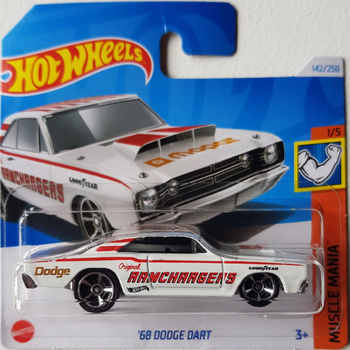 HOT WHEELS
142/250
1/5
Dodge
GOODYEAR
RAMCHARGERS
MUSCLE MANIA
Dodge
Original
RAMCHARGERS
GOODYEAR
MATTEL
'68 DODGE DART
3+